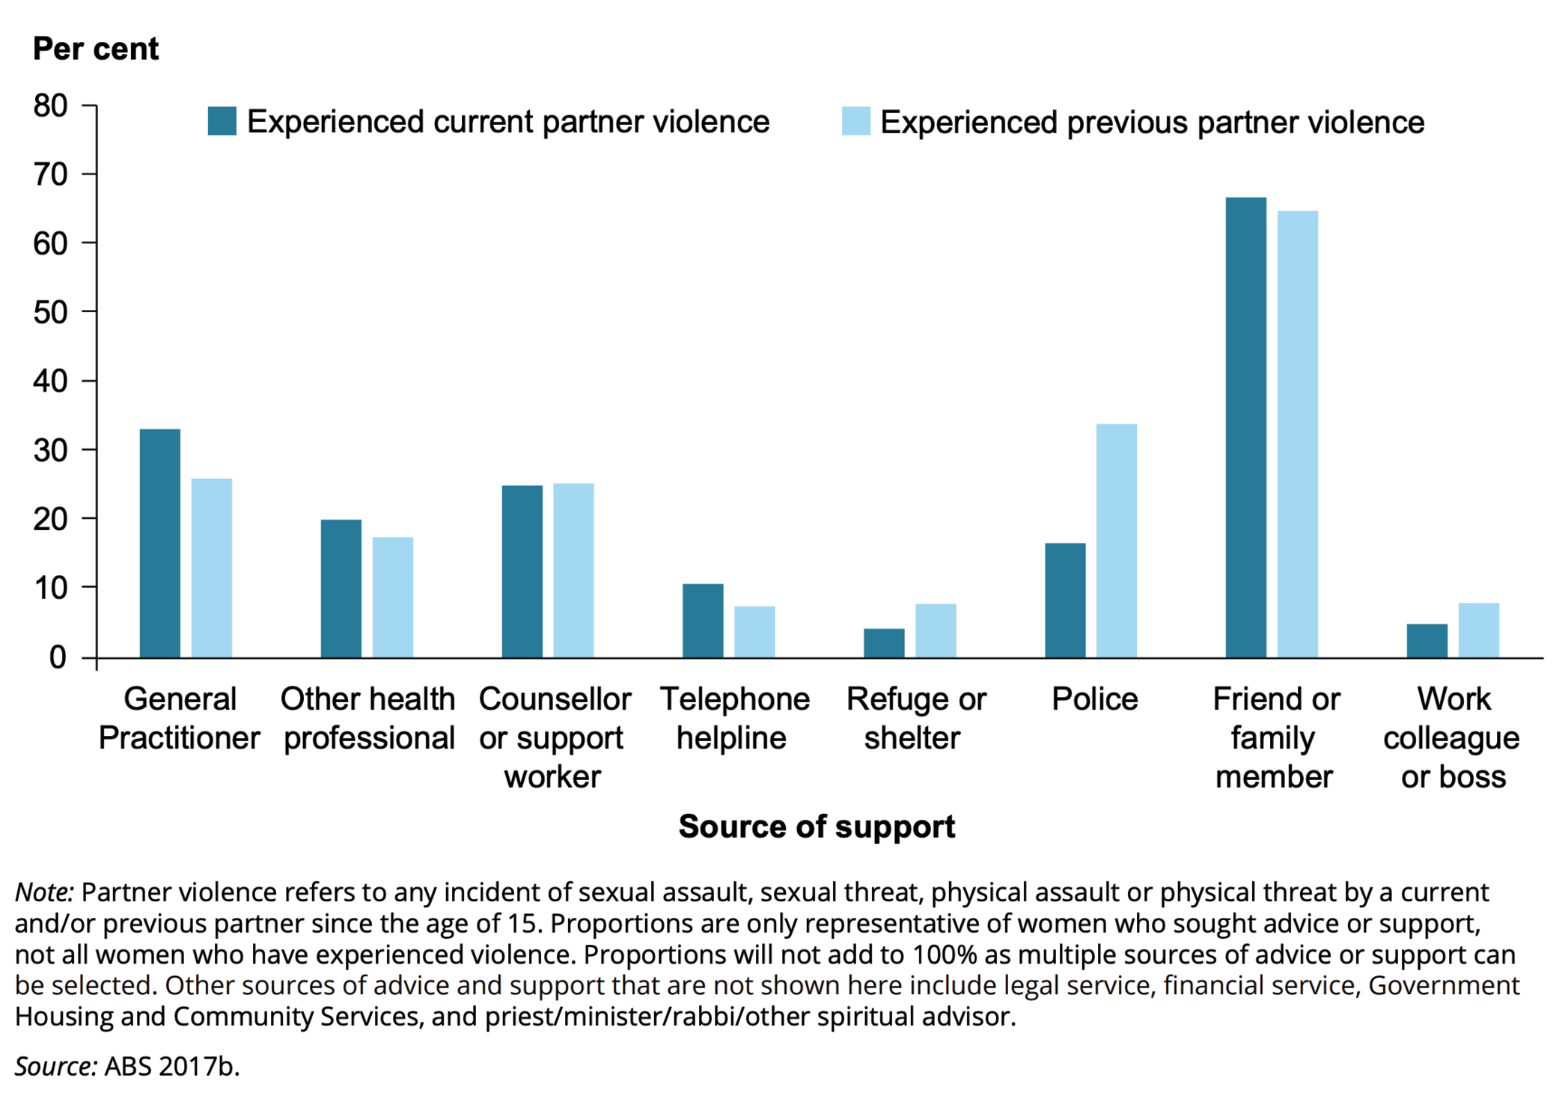 Per cent
80
Experienced current partner violence
Experienced previous partner violence
70
60
50
40
30
20
10
0
General
Practitioner
Other health
professional
Counsellor
or support
worker
Telephone
helpline
Refuge or
shelter
Police
Friend or
family
member
Work
colleague
or boss
Source of support
Note: Partner violence refers to any incident of sexual assault, sexual threat, physical assault or physical threat by a current
and/or previous partner since the age of 15. Proportions are only representative of women who sought advice or support,
not all women who have experienced violence. Proportions will not add to 100% as multiple sources of advice or support can
be selected. Other sources of advice and support that are not shown here include legal service, financial service, Government
Housing and Community Services, and priest/minister/rabbi/other spiritual advisor.
Source: ABS 2017b.